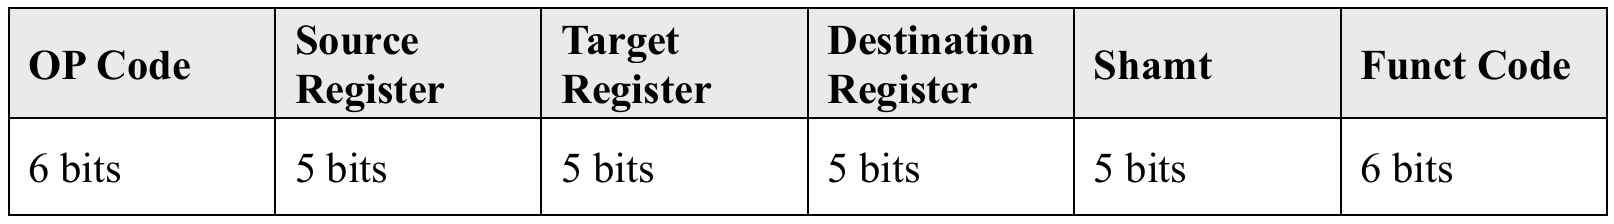 OP Code
Source
Register
Target
Register
Destination
Register
Shamt
Funct Code
6 bits
5 bits
5 bits
5 bits
5 bits
6 bits